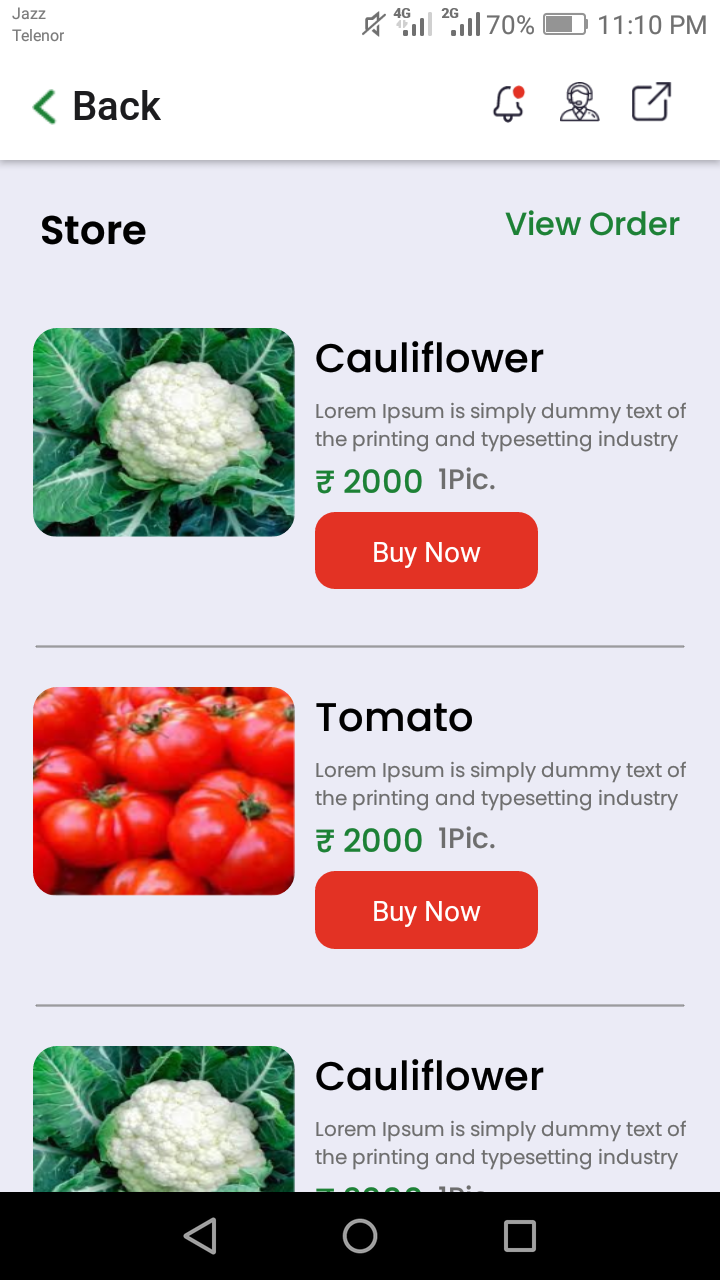 Jazz
Telenor
4G 2G 70% 11:10 PM
Back
Store
View Order
Cauliflower
Lorem Ipsum is simply dummy text of
the printing and typesetting industry
₹ 2000 1Pic.
Buy Now
Tomato
Lorem Ipsum is simply dummy text of
the printing and typesetting industry
₹ 2000 1Pic.
Buy Now
Cauliflower
Lorem Ipsum is simply dummy text of
the printing and typesetting industry